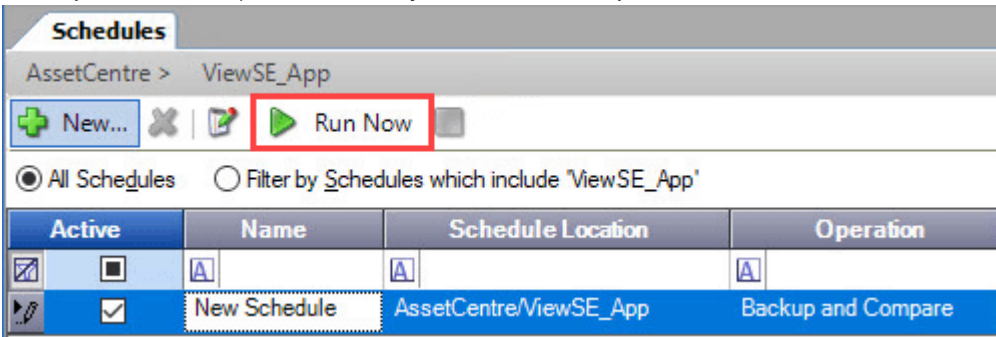 Schedules
AssetCentre > ViewSE_App
New... Run Now
All Schedules Filter by Schedules which include 'ViewSE_App'
Active Name Schedule Location Operation
A A A
New Schedule AssetCentre/ViewSE_App Backup and Compare